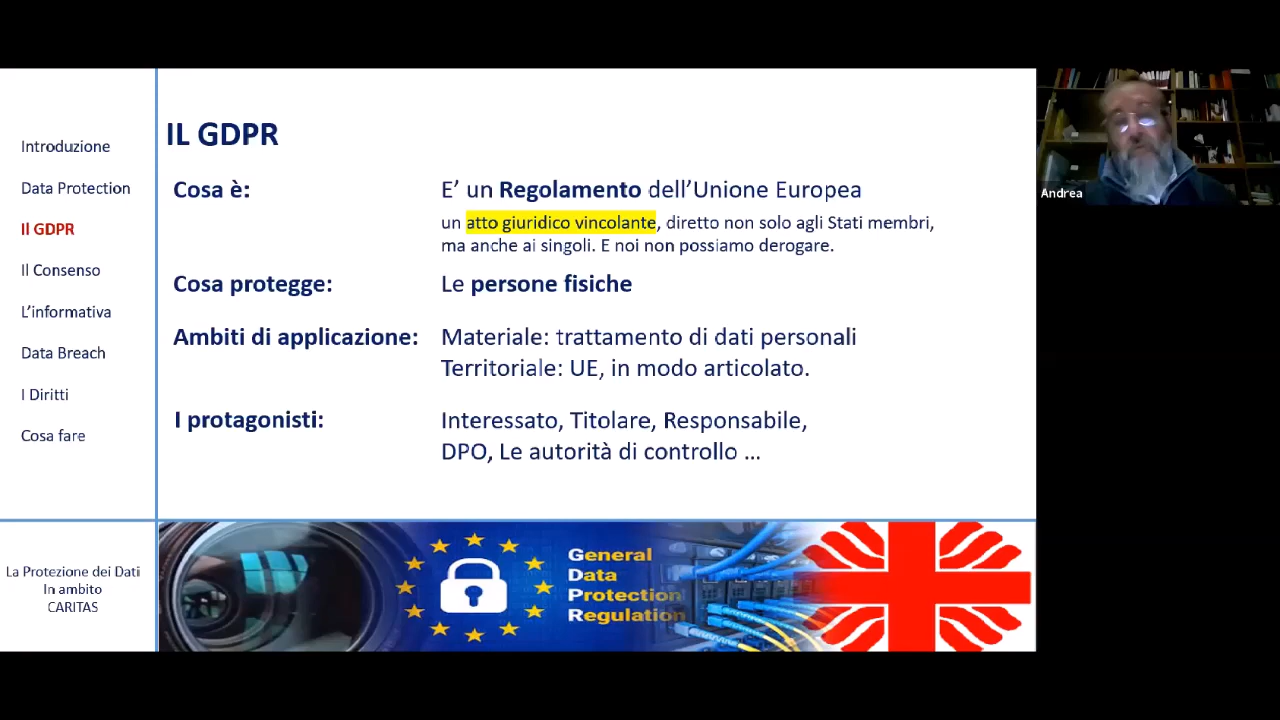 Introduzione
Data Protection
Il GDPR
Il Consenso
L'informativa
Data Breach
I Diritti
Cosa fare
La Protezione dei Dati
In ambito
CARITAS
IL GDPR
Cosa è: E' un Regolamento dell'Unione Europea
un atto giuridico vincolante, diretto non solo agli Stati membri,
ma anche ai singoli. E noi non possiamo derogare.
Cosa protegge: Le persone fisiche
Ambiti di applicazione: Materiale: trattamento di dati personali
Territoriale: UE, in modo articolato.
I protagonisti: Interessato, Titolare, Responsabile,
DPO, Le autorità di controllo ...
General
Data
Protection
Regulation
Andrea